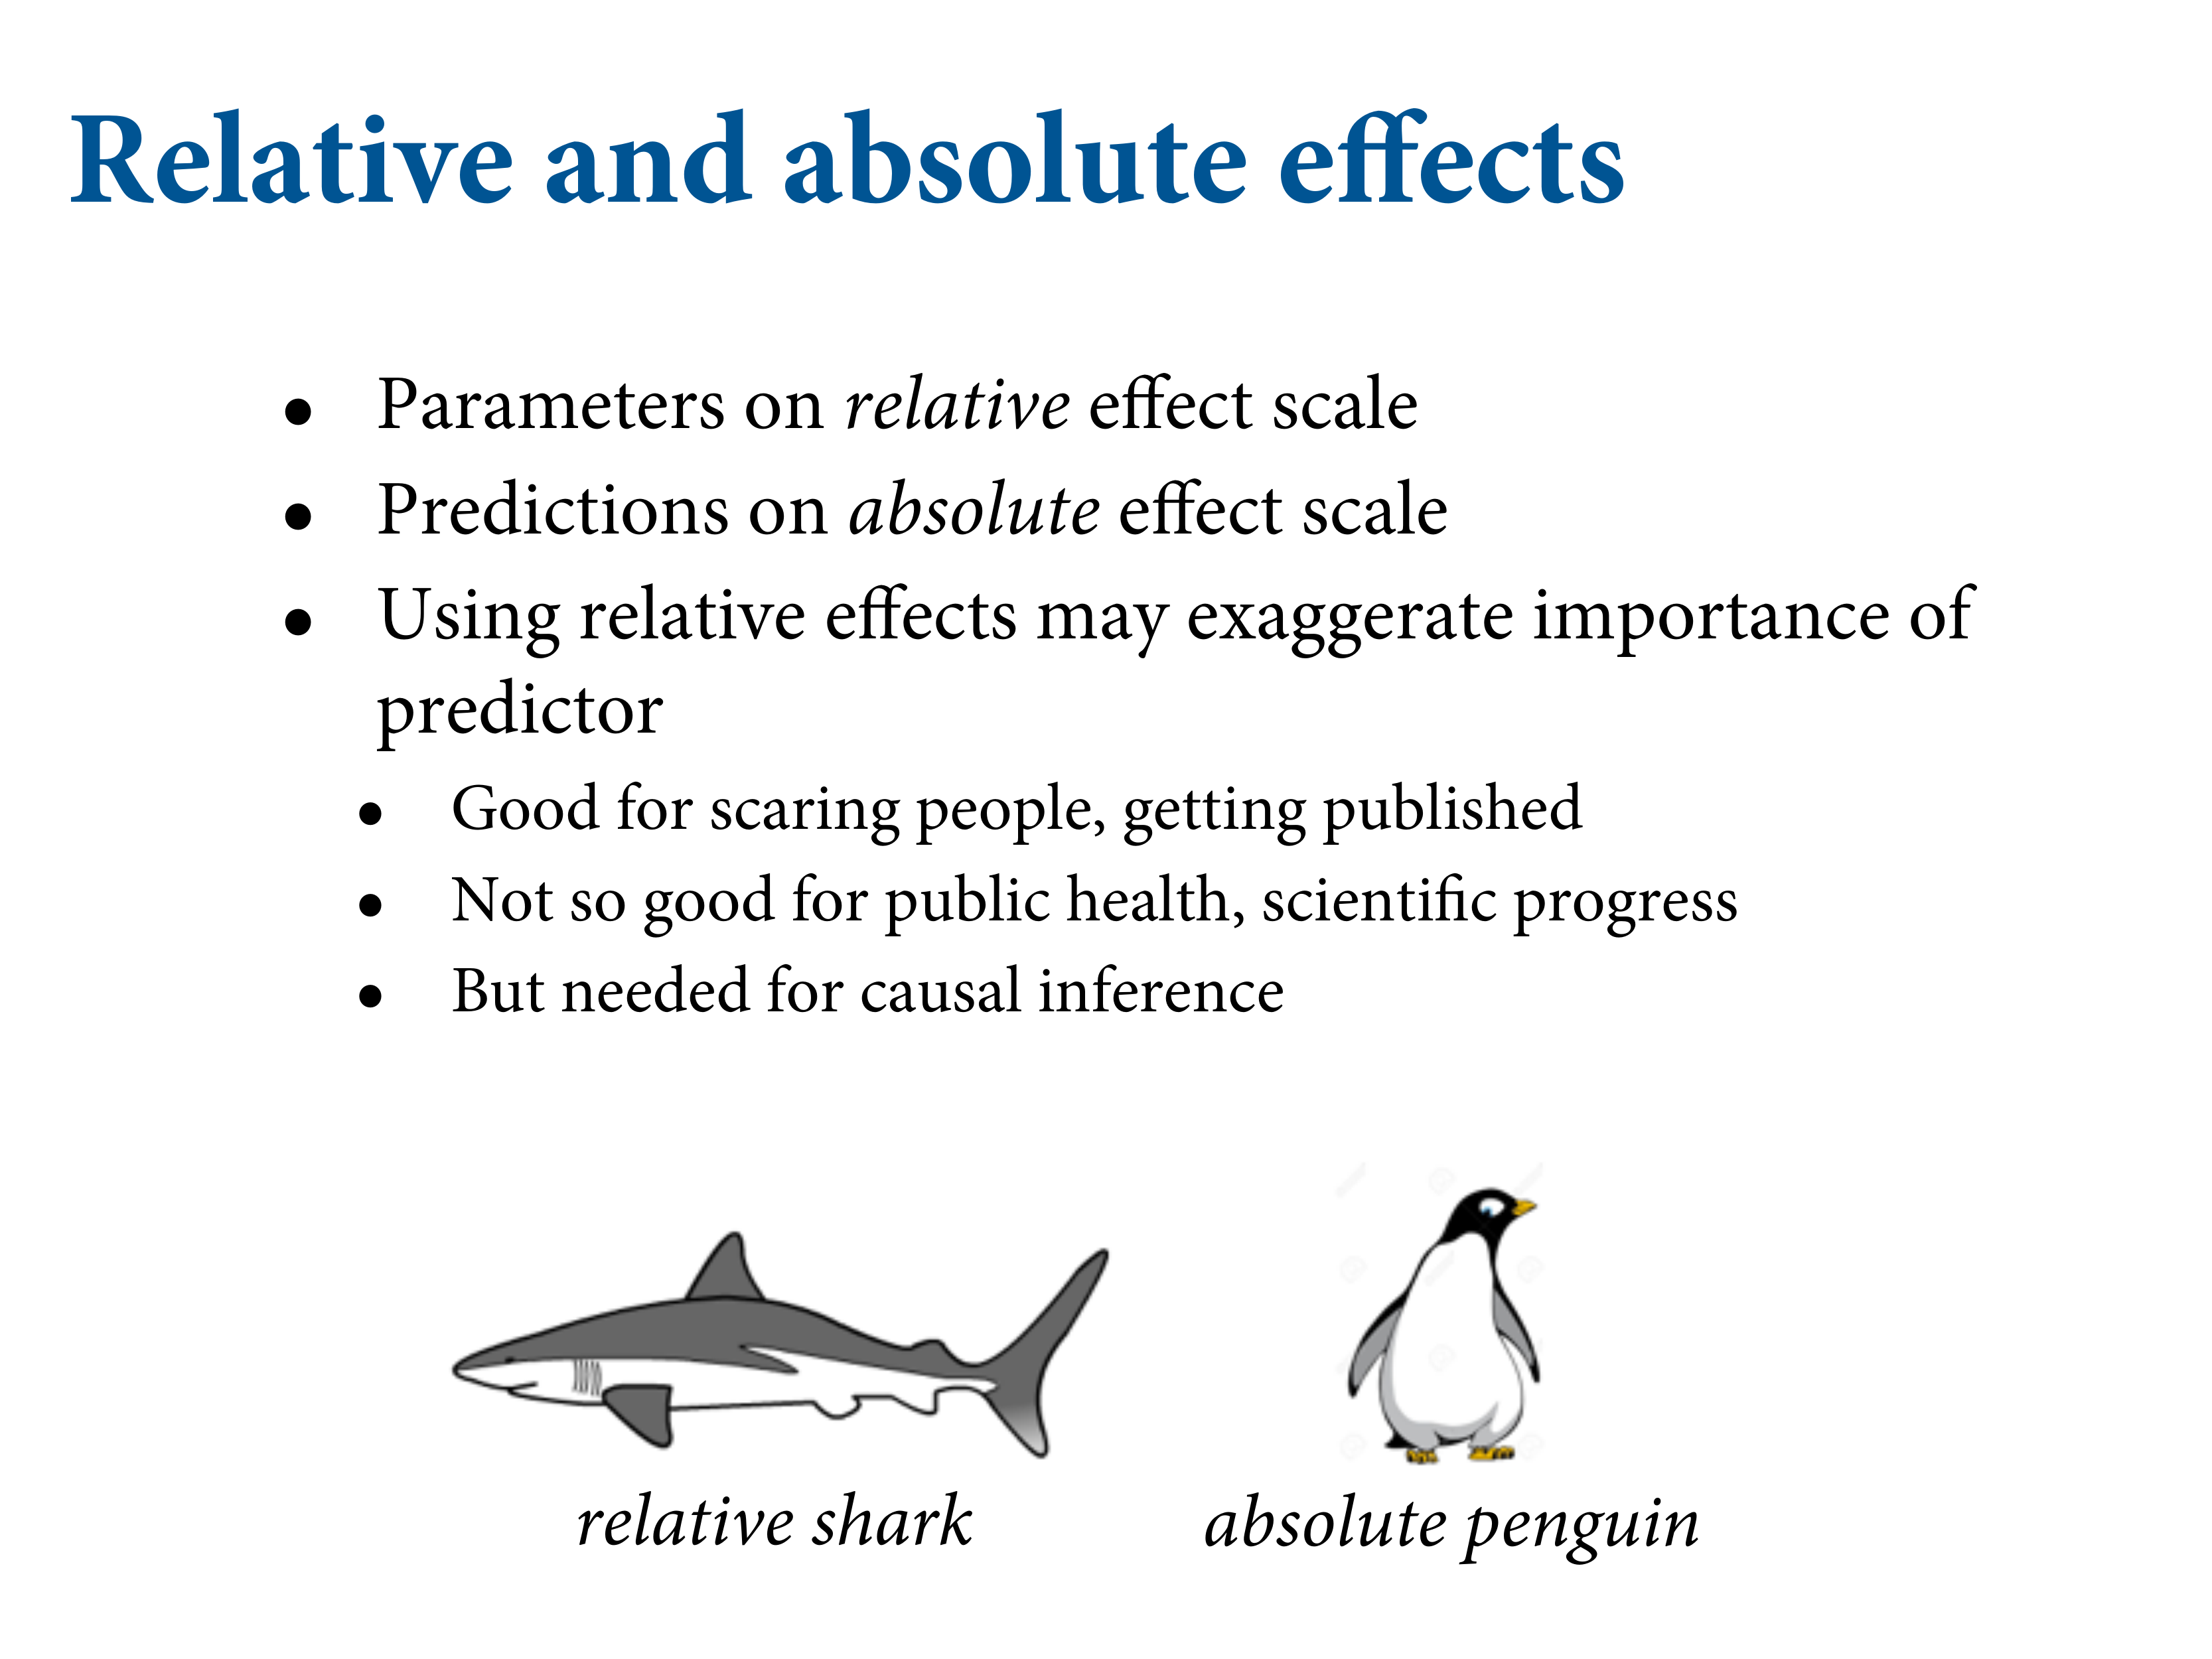 Relative and absolute effects
• Parameters on relative effect scale
• Predictions on absolute effect scale
• Using relative effects may exaggerate importance of
predictor
• Good for scaring people, getting published
• Not so good for public health, scientific progress
• But needed for causal inference
relative shark
absolute penguin